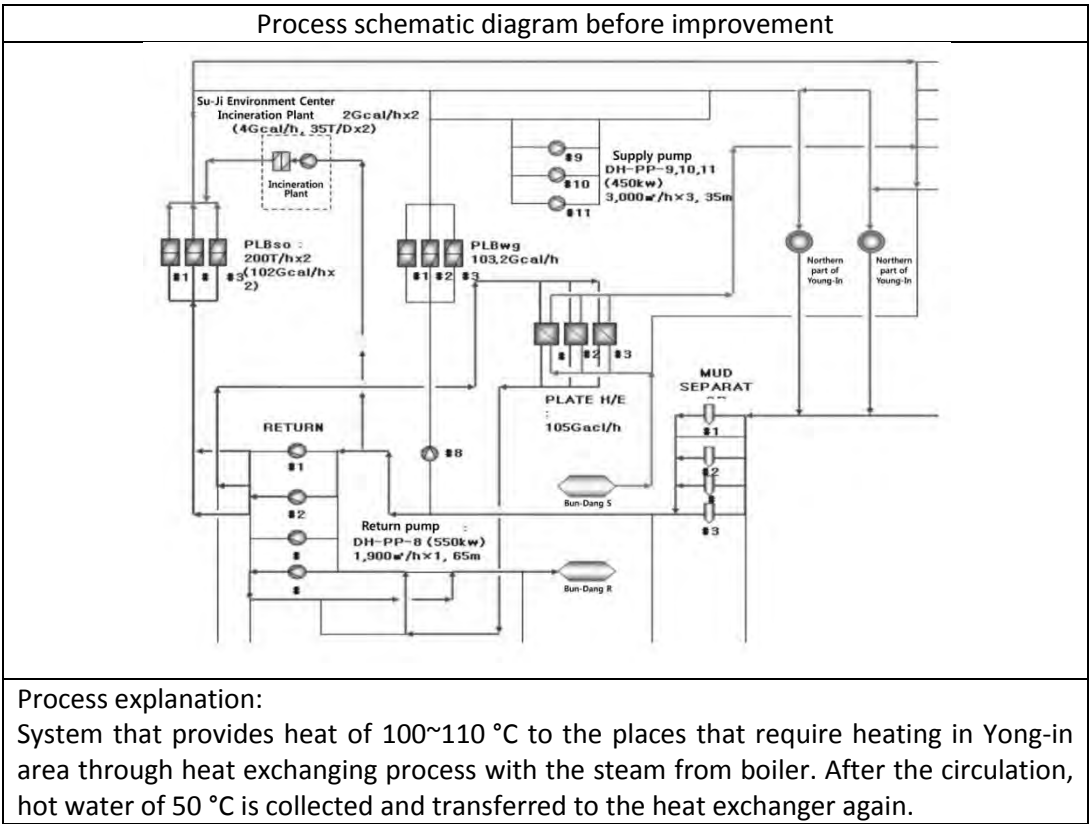 Process schematic diagram before improvement
Su-Ji Environment Center
Incineration Plant 2Gcal/hx2
(4Gcal/h, 35T/Dx2)
Incineration
Plant
#9
#10
#11
Supply pump
DH-PP-9,10,11
(450kw)
3,000㎥/h×3, 35m
PLBso :
200T/hx2
(102Gcal/hx
2)
#1
#
#3
PLBwg
103,2Gcal/h
#1
#2
#3
Northern
part of
Young-In
Northern
part of
Young-In
#
#2
#3
PLATE H/E
:
105Gacl/h
MUD
SEPARAT
#1
#2
#
#3
RETURN
#1
#2
#
#
#8
Return pump :
DH-PP-8 (550kw)
1,900㎥/h×1, 65m
Bun-Dang S
Bun-Dang R
Process explanation:
System that provides heat of 100~110 °C to the places that require heating in Yong-in
area through heat exchanging process with the steam from boiler. After the circulation,
hot water of 50 °C is collected and transferred to the heat exchanger again.